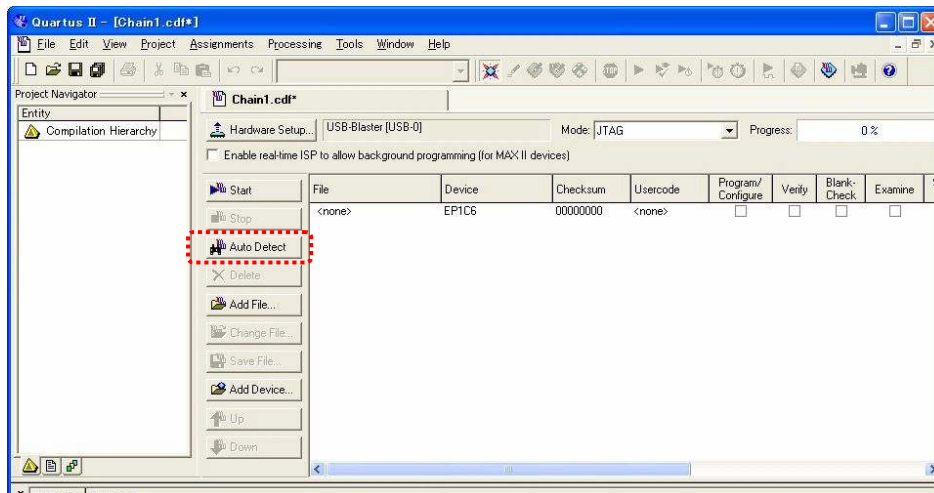 Quartus II - [Chain1.cdf*]
File Edit View Project Assignments Processing Tools Window Help
Project Navigator
Entity
Compilation Hierarchy
Chain1.cdf*
Hardware Setup... USB-Blaster [USB-0] Mode: JTAG Progress: 0 %
Enable real-time ISP to allow background programming (for MAX II devices)
File Device Checksum Usercode Program/Configure Verify Blank-Check Examine
<none> EP1C6 00000000 <none>
Start
Stop
Auto Detect
Delete
Add File...
Change File...
Save File...
Add Device...
Up
Down